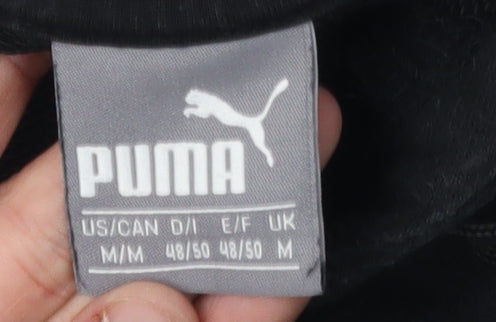 PUMA
US/CAN D/I E/F UK
M/M 48/50 48/50 M